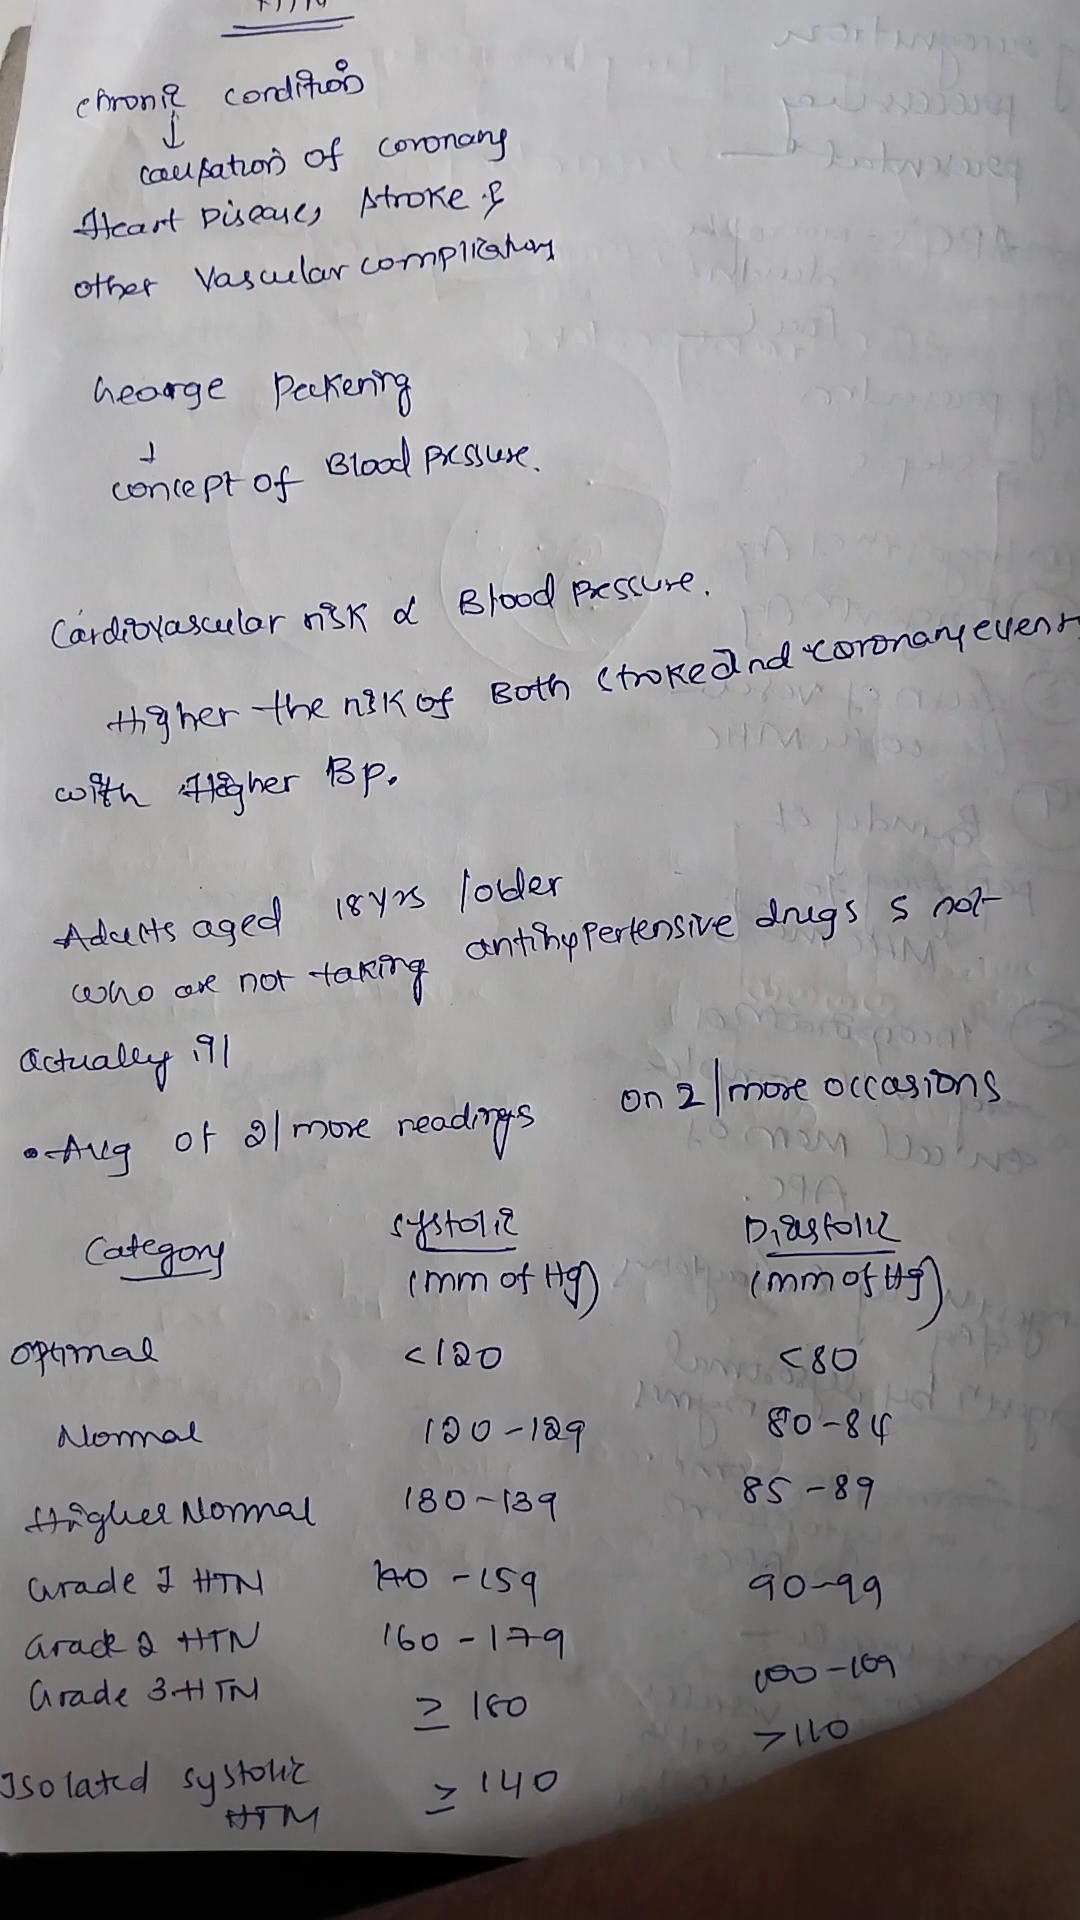 HTN
chronic condition
↓
causation of coronary
Heart Diseases, stroke &
other Vascular complications
George Peckering
↓
concept of Blood pressure.
Cardiovascular risk α Blood pressure.
Higher the risk of Both stroke and coronary event
with Higher Bp.
Adults aged 18 yrs / older
who are not taking antihypertensive drugs & not
actually ill
• Avg of 2/more readings on 2/more occasions
Category Systolic Diastolic
(mm of Hg) (mm of Hg)
optimal <120 <80
Normal 120-129 80-84
Higher Normal 130-139 85-89
Grade 1 HTN 140-159 90-99
Grade 2 HTN 160-179 100-109
Grade 3 HTN ≥ 180 >110
Isolated systolic ≥ 140
HTN